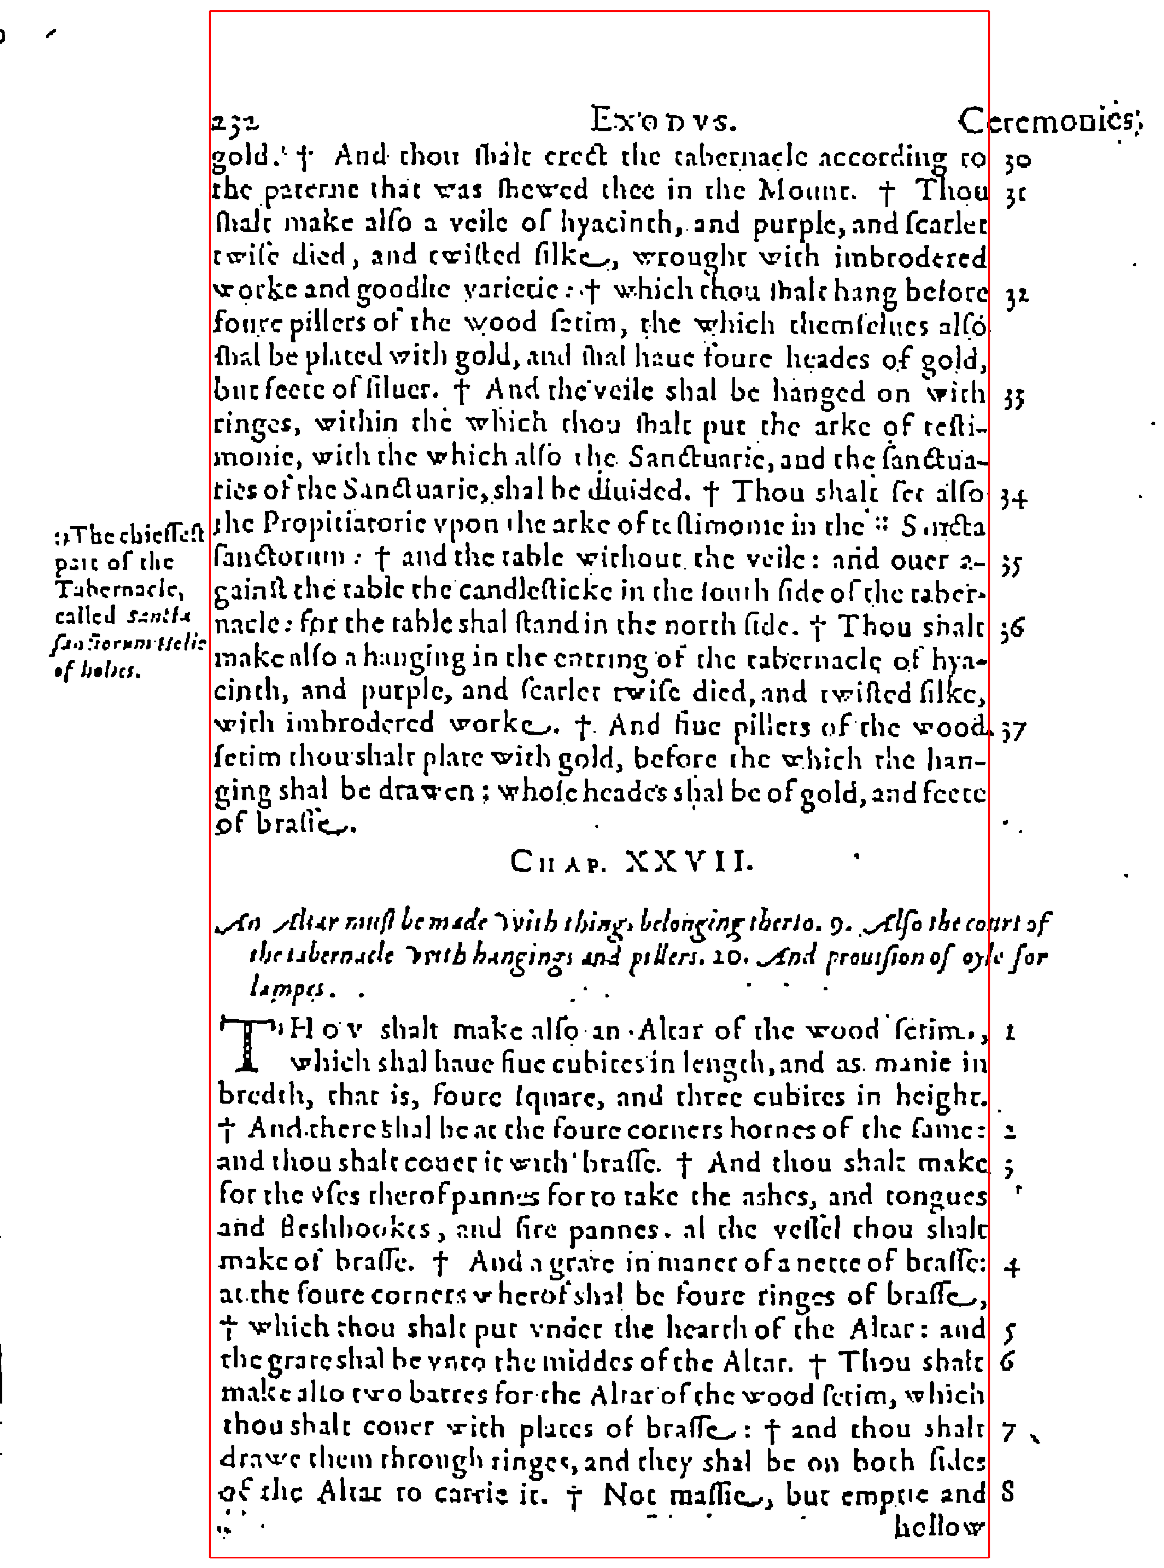 232 EXODVS. Ceremonies,
gold. † And thou ſhalt erect the tabernacle according to 30
the paterne that was ſhewed thee in the Mount. † Thou 31
ſhalt make alſo a veile of hyacinth, and purple, and ſcarlet
twiſe died, and twiſted ſilke, wrought with imbrodered
worke and goodlie varietie: † which thou ſhalt hang before 32
foure pillers of the wood ſetim, the which themſelues alſo
ſhal be plated with gold, and ſhal haue foure heades of gold,
but feete of ſiluer. † And the veile shal be hanged on with 33
ringes, within the which thou ſhalt put the arke of teſti-
monie, with the which alſo the Sanctuarie, and the ſanctua-
ries of the Sanctuarie, shal be diuided. † Thou shalt ſet alſo 34
the Propitiatorie vpon the arke of teſtimonie in the :: Sancta
ſanctorum: † and the table without the veile: and ouer a- 35
gainſt the table the candleſticke in the ſouth ſide of the taber-
nacle: for the table shal ſtand in the north ſide. † Thou shalt 36
make alſo a hanging in the entring of the tabernacle of hya-
cinth, and purple, and ſcarlet twiſe died, and twiſted ſilke,
with imbrodered worke. † And fiue pillers of the wood 37
ſetim thou shalt plate with gold, before the which the han-
ging shal be drawen: whoſe heades shal be of gold, and feete
of braſſe.
:: The chieffeſt
part of the
Tabernacle,
called Sancta
ſanctorum Holie
of holies.
CHAP. XXVII.
An Altar muſt be made with things belonging therto. 9. Alſo the court of
the tabernacle with hangings and pillers. 20. And prouiſion of oyle for
lampes.
THOV shalt make alſo an Altar of the wood ſetim, 1
which shal haue fiue cubites in length, and as manie in
bredth, that is, foure ſquare, and three cubites in height.
† And there shal be at the foure corners hornes of the ſame: 2
and thou shalt couer it with braſſe. † And thou shalt make 3
for the vſes therof pannes for to take the ashes, and tongues
and fleshhookes, and fire pannes. al the veſſel thou shalt
make of braſſe. † And a grate in maner of a nette of braſſe: 4
at the foure corners wherof shal be foure ringes of braſſe,
† which thou shalt put vnder the hearth of the Altar: and 5
the grate shal be vnto the middes of the Altar. † Thou shalt 6
make alſo two barres for the Altar of the wood ſetim, which
thou shalt couer with plates of braſſe: † and thou shalt 7
drawe them through ringes, and they shal be on both ſides
of the Altar to carrie it. † Not maſſie, but emptie and 8
hollow